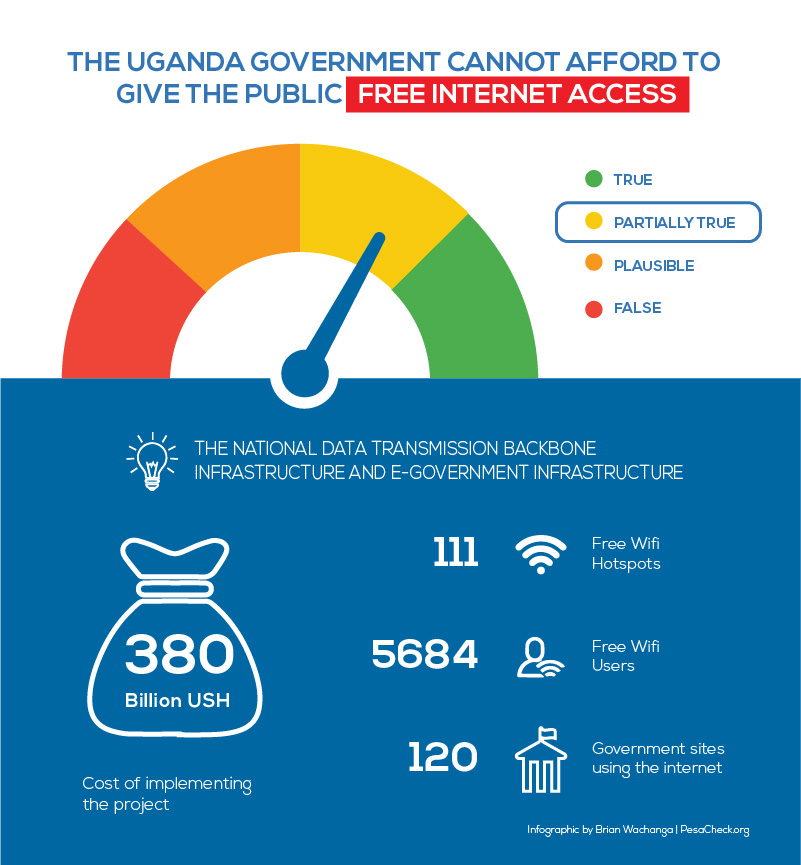 THE UGANDA GOVERNMENT CANNOT AFFORD TO
GIVE THE PUBLIC FREE INTERNET ACCESS
TRUE
PARTIALLY TRUE
PLAUSIBLE
FALSE
THE NATIONAL DATA TRANSMISSION BACKBONE
INFRASTRUCTURE AND E-GOVERNMENT INFRASTRUCTURE
380
Billion USH
Cost of implementing
the project
111
Free Wifi
Hotspots
5684
Free Wifi
Users
120
Government sites
using the internet
Infographic by Brian Wachanga | PesaCheck.org